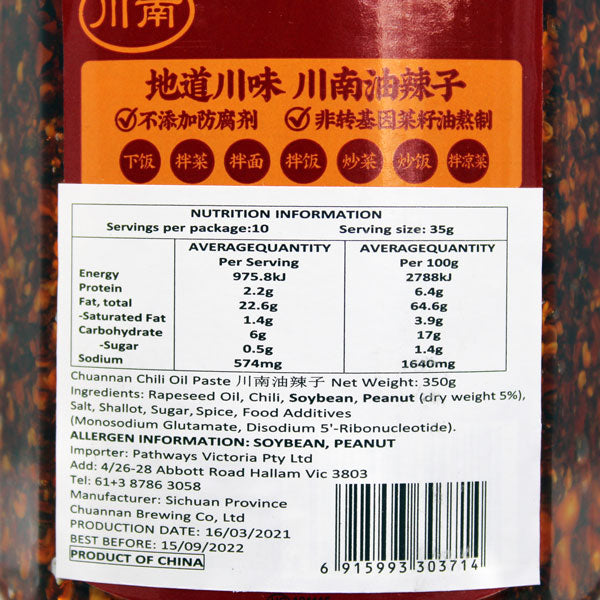 川南
地道川味 川南油辣子
不添加防腐剂 非转基因菜籽油熬制
下饭 拌菜 拌面 拌饭 炒菜 炒饭 拌凉菜
NUTRITION INFORMATION
Servings per package:10 Serving size: 35g
AVERAGEQUANTITY AVERAGEQUANTITY
Per Serving Per 100g
Energy 975.8kJ 2788kJ
Protein 2.2g 6.4g
Fat, total 22.6g 64.6g
-Saturated Fat 1.4g 3.9g
Carbohydrate 6g 17g
-Sugar 0.5g 1.4g
Sodium 574mg 1640mg
Chuannan Chili Oil Paste 川南油辣子 Net Weight: 350g
Ingredients: Rapeseed Oil, Chili, Soybean, Peanut (dry weight 5%),
Salt, Shallot, Sugar, Spice, Food Additives
(Monosodium Glutamate, Disodium 5'-Ribonucleotide).
ALLERGEN INFORMATION: SOYBEAN, PEANUT
Importer: Pathways Victoria Pty Ltd
Add: 4/26-28 Abbott Road Hallam Vic 3803
Tel: 61+3 8786 3058
Manufacturer: Sichuan Province
Chuannan Brewing Co, Ltd
PRODUCTION DATE: 16/03/2021
BEST BEFORE: 15/09/2022
PRODUCT OF CHINA
6 915993 303714